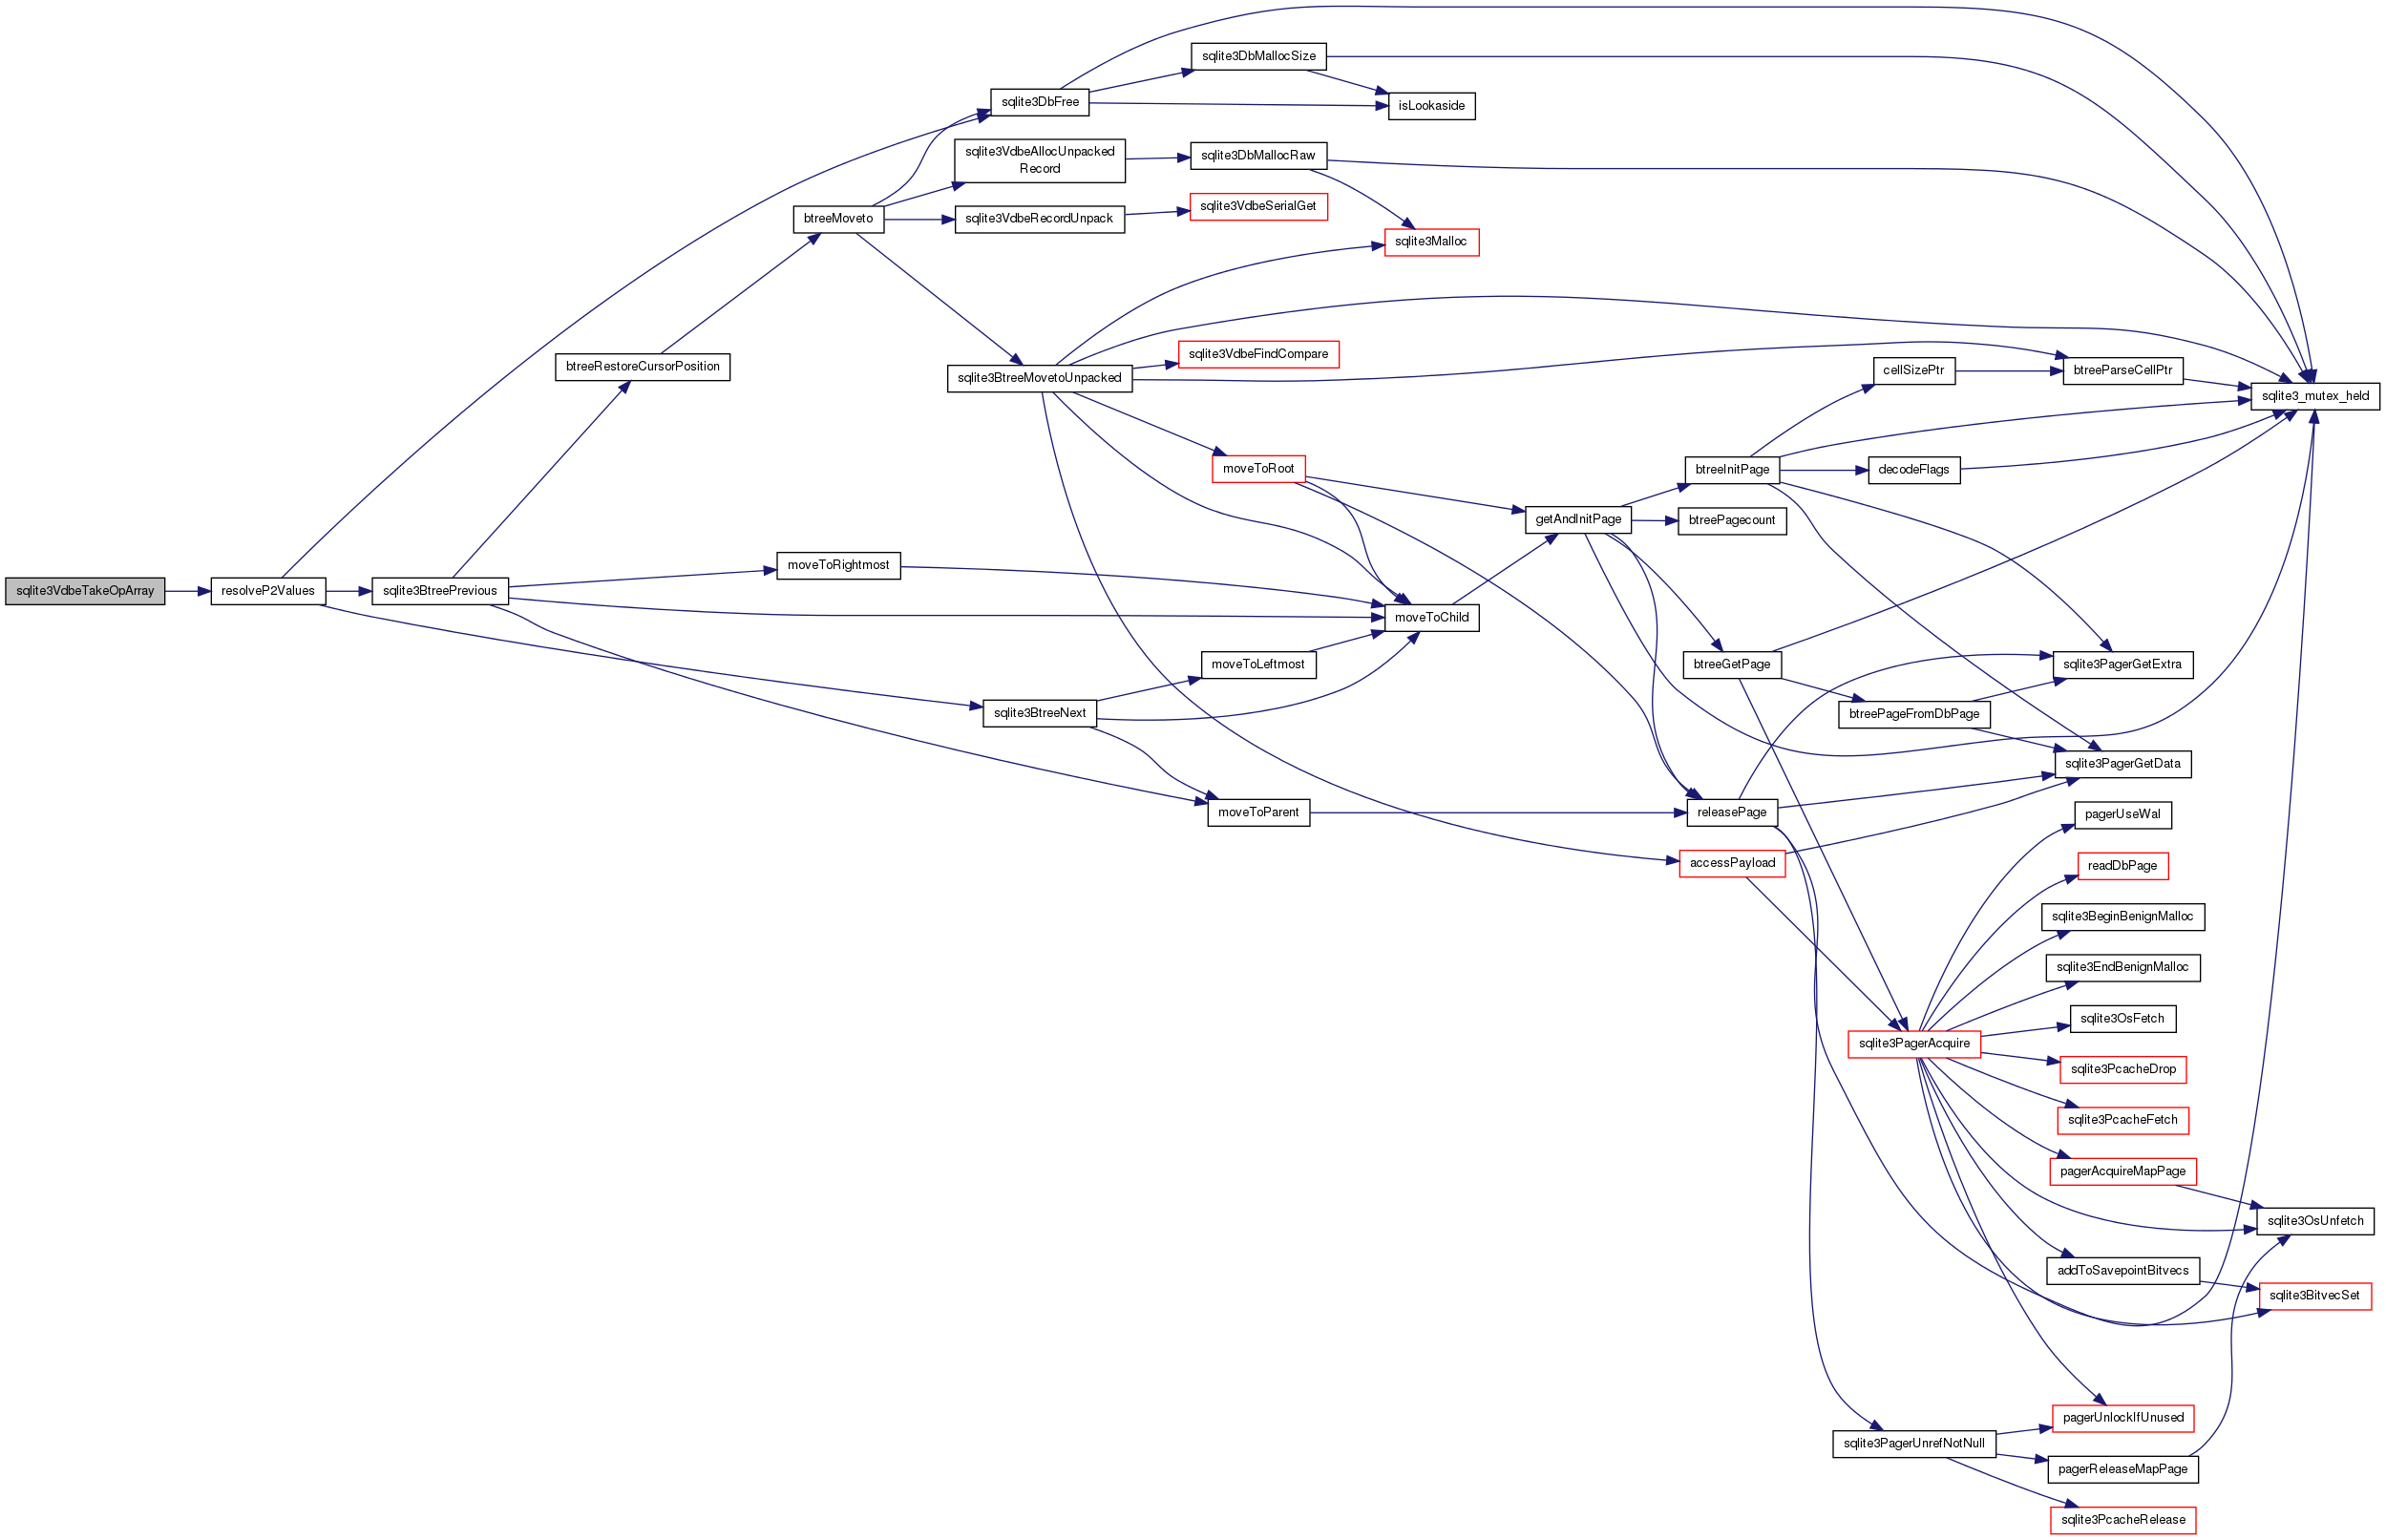 sqlite3VdbeTakeOpArray
resolveP2Values
sqlite3BtreePrevious
btreeRestoreCursorPosition
moveToRightmost
btreeMoveto
sqlite3DbFree
sqlite3VdbeAllocUnpacked
Record
sqlite3VdbeRecordUnpack
sqlite3BtreeMovetoUnpacked
sqlite3BtreeNext
sqlite3DbMallocSize
isLookaside
sqlite3DbMallocRaw
sqlite3VdbeSerialGet
sqlite3Malloc
sqlite3VdbeFindCompare
moveToRoot
moveToChild
moveToLeftmost
moveToParent
getAndInitPage
btreeInitPage
btreePagecount
btreeGetPage
releasePage
accessPayload
cellSizePtr
decodeFlags
btreePageFromDbPage
sqlite3PagerAcquire
sqlite3PagerUnrefNotNull
btreeParseCellPtr
sqlite3_mutex_held
sqlite3PagerGetExtra
sqlite3PagerGetData
pagerUseWal
readDbPage
sqlite3BeginBenignMalloc
sqlite3EndBenignMalloc
sqlite3OsFetch
sqlite3PcacheDrop
sqlite3PcacheFetch
pagerAcquireMapPage
sqlite3OsUnfetch
addToSavepointBitvecs
sqlite3BitvecSet
pagerUnlockIfUnused
pagerReleaseMapPage
sqlite3PcacheRelease